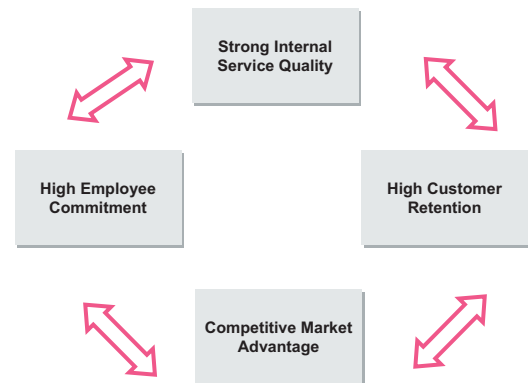 Strong Internal
Service Quality
High Employee
Commitment
High Customer
Retention
Competitive Market
Advantage